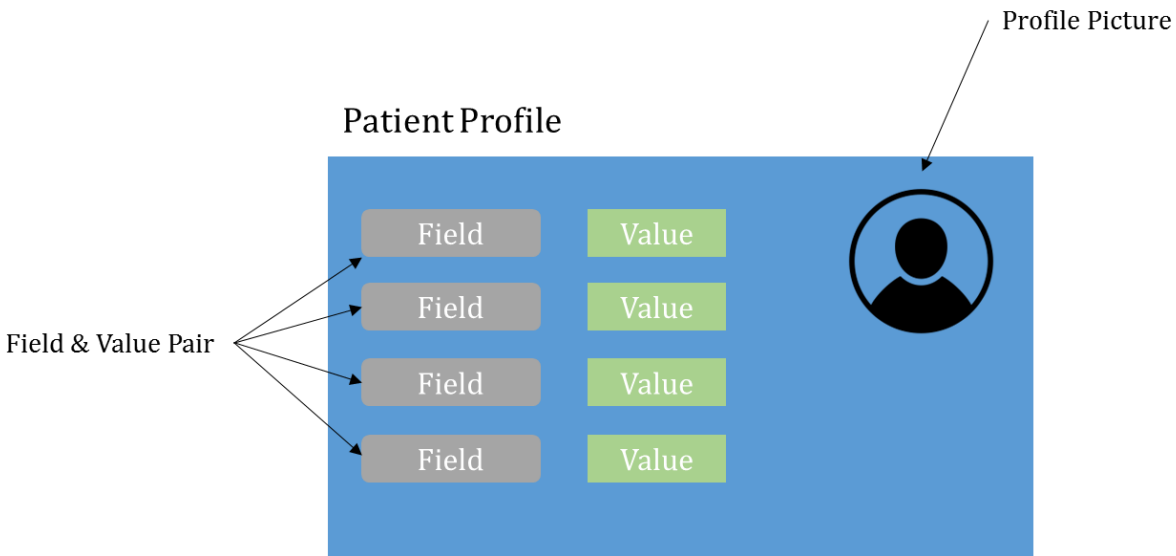 Profile Picture
Patient Profile
Field Value
Field Value
Field & Value Pair
Field Value
Field Value